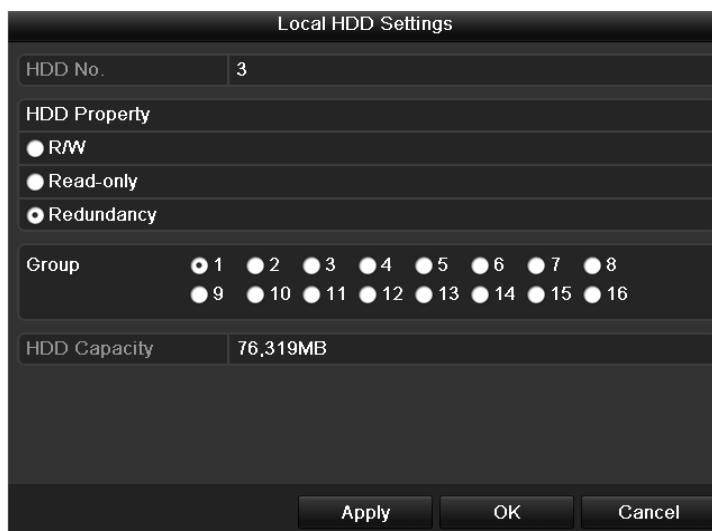 Local HDD Settings
HDD No. 3
HDD Property
R/W
Read-only
Redundancy
Group 1 2 3 4 5 6 7 8
9 10 11 12 13 14 15 16
HDD Capacity 76,319MB
Apply OK Cancel